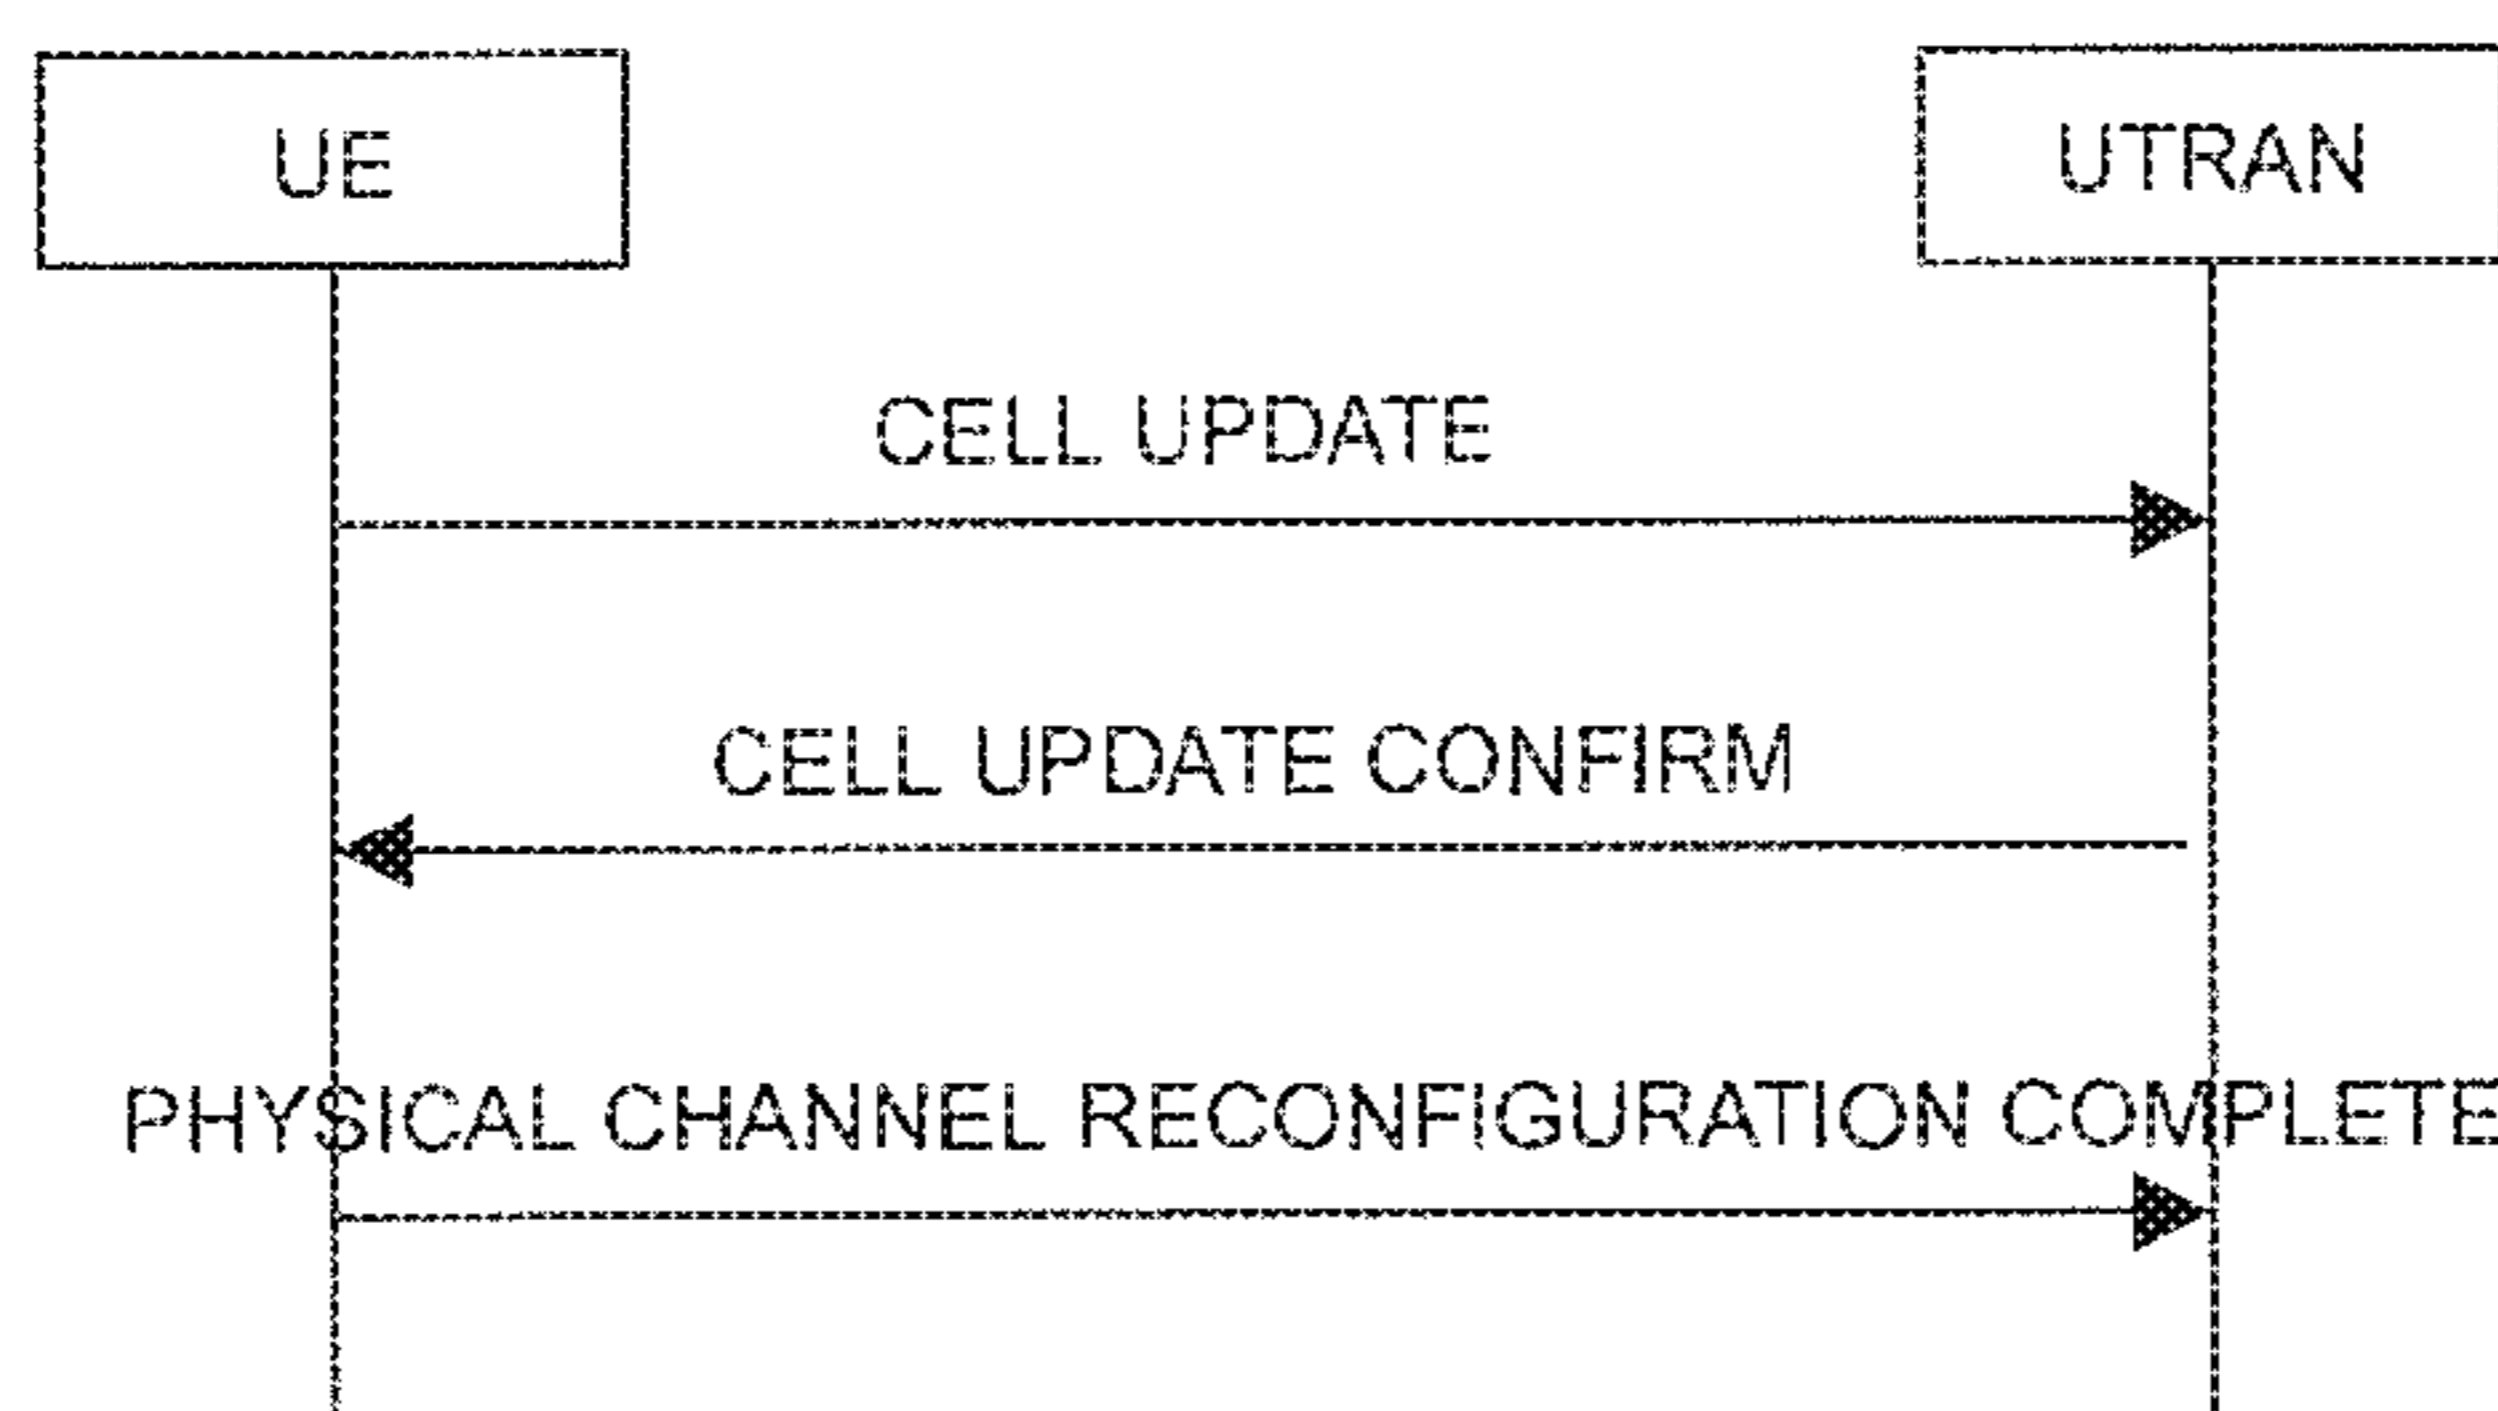 UE
UTRAN
CELL UPDATE
CELL UPDATE CONFIRM
PHYSICAL CHANNEL RECONFIGURATION COMPLETE